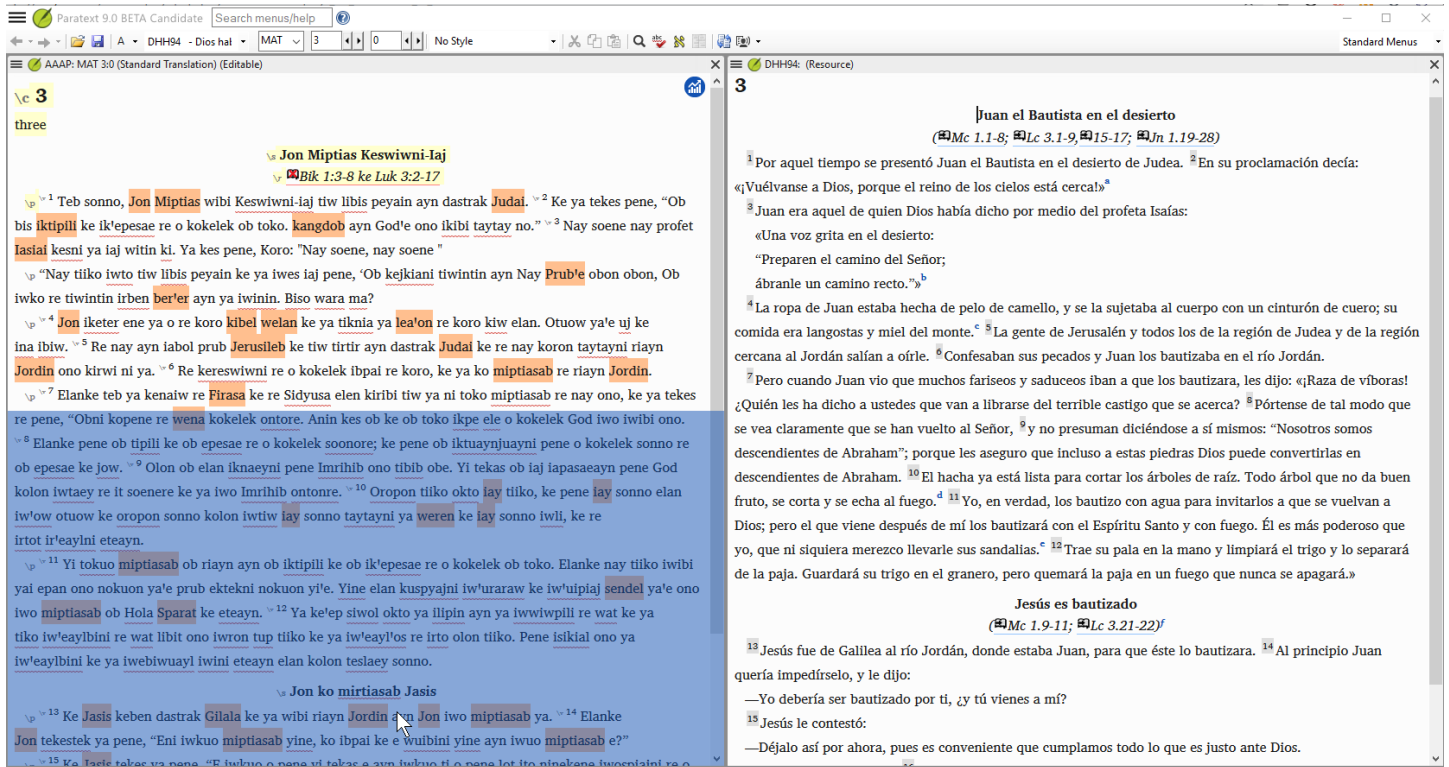 Paratext 9.0 BETA Candidate Search menus/help
A DHH94 - Dios hal MAT 3 0 No Style Standard Menus
AAAP: MAT 3:0 (Standard Translation) (Editable)
\c 3
three
\s Jon Miptias Keswiwni-Iaj
\r Bik 1:3-8 ke Luk 3:2-17
\p \v 1 Teb sonno, Jon Miptias wibi Keswiwni-iaj tiw libis peyain ayn dastrak Judai. \v 2 Ke ya tekes pene, “Ob
bis iktipili ke ikꞌepesae re o kokelek ob toko. kangdob ayn Godꞌe ono ikibi taytay no.” \v 3 Nay soene nay profet
Iasiai kesni ya iaj witin ki. Ya kes pene, Koro: "Nay soene, nay soene "
\p “Nay tiiko iwto tiw libis peyain ke ya iwes iaj pene, ‘Ob kejkiani tiwintin ayn Nay Prubꞌe obon obon, Ob
iwko re tiwintin irben berꞌer ayn ya iwinin. Biso wara ma?
\p \v 4 Jon iketer ene ya o re koro kibel welan ke ya tiknia ya leaꞌon re koro kiw elan. Otuow yaꞌe uj ke
ina ibiw. \v 5 Re nay ayn iabol prub Jerusileb ke tiw tirtir ayn dastrak Judai ke re nay koron taytayni riayn
Jordin ono kirwi ni ya. \v 6 Re kereswiwni re o kokelek ibpai re koro, ke ya ko miptiasab re riayn Jordin.
\p \v 7 Elanke teb ya kenaiw re Firasa ke re Sidyusa elen kiribi tiw ya ni toko miptiasab re nay ono, ke ya tekes
re pene, “Obni kopene re wena kokelek ontore. Anin kes ob ke ob toko ikpe ele o kokelek God iwo iwibi ono.
\v 8 Elanke pene ob tipili ke ob epesae re o kokelek soonore; ke pene ob iktuaynjuayni pene o kokelek sonno re
ob epesae ke jow. \v 9 Olon ob elan iknaeyni pene Imrihib ono tibib obe. Yi tekas ob iaj iapasaeayn pene God
kolon iwtaey re it soenere ke ya iwo Imrihib ontonre. \v 10 Oropon tiiko okto iay tiiko, ke pene iay sonno elan
iwꞌow otuow ke oropon sonno kolon iwtiw iay sonno taytayni ya weren ke iay sonno iwli, ke re
irtot irꞌeaylni eteayn.
\p \v 11 Yi tokuo miptiasab ob riayn ayn ob iktipili ke ob ikꞌepesae re o kokelek ob toko. Elanke nay tiiko iwibi
yai epan ono nokuon yaꞌe prub ektekni nokuon yiꞌe. Yine elan kuspyajni iwꞌuraraw ke iwꞌuipiaj sendel yaꞌe ono
iwo miptiasab ob Hola Sparat ke eteayn. \v 12 Ya keꞌep siwol okto ya ilipin ayn ya iwwiwpili re wat ke ya
tiko iwꞌeaylbini re wat libit ono iwron tup tiiko ke ya iwꞌeaylꞌos re irto olon tiiko. Pene isikial ono ya
iwꞌeaylbini ke ya iwebiwuayl iwini eteayn elan kolon teslaey sonno.
\s Jon ko mirtiasab Jasis
\p \v 13 Ke Jasis keben dastrak Gilala ke ya wibi riayn Jordin ayn Jon iwo miptiasab ya. \v 14 Elanke
Jon tekestek ya pene, “Eni iwkuo miptiasab yine, ko ibpai ke e wuibini yine ayn iwuo miptiasab e?”
\v 15 Ke Jasis tekes ya pene, “E iwkuo o pene yi tekas e ayn iwkuo ti o pene lot ito ninekene iwospiaini re o
DHH94: (Resource)
3
Juan el Bautista en el desierto
(Mc 1.1-8; Lc 3.1-9,15-17; Jn 1.19-28)
1 Por aquel tiempo se presentó Juan el Bautista en el desierto de Judea. 2 En su proclamación decía:
«¡Vuélvanse a Dios, porque el reino de los cielos está cerca!» a
3 Juan era aquel de quien Dios había dicho por medio del profeta Isaías:
«Una voz grita en el desierto:
“Preparen el camino del Señor;
ábranle un camino recto.”» b
4 La ropa de Juan estaba hecha de pelo de camello, y se la sujetaba al cuerpo con un cinturón de cuero; su
comida era langostas y miel del monte. c 5 La gente de Jerusalén y todos los de la región de Judea y de la región
cercana al Jordán salían a oírle. 6 Confesaban sus pecados y Juan los bautizaba en el río Jordán.
7 Pero cuando Juan vio que muchos fariseos y saduceos iban a que los bautizara, les dijo: «¡Raza de víboras!
¿Quién les ha dicho a ustedes que van a librarse del terrible castigo que se acerca? 8 Pórtense de tal modo que
se vea claramente que se han vuelto al Señor, 9 y no presuman diciéndose a sí mismos: “Nosotros somos
descendientes de Abraham”; porque les aseguro que incluso a estas piedras Dios puede convertirlas en
descendientes de Abraham. 10 El hacha ya está lista para cortar los árboles de raíz. Todo árbol que no da buen
fruto, se corta y se echa al fuego. d 11 Yo, en verdad, los bautizo con agua para invitarlos a que se vuelvan a
Dios; pero el que viene después de mí los bautizará con el Espíritu Santo y con fuego. Él es más poderoso que
yo, que ni siquiera merezco llevarle sus sandalias. e 12 Trae su pala en la mano y limpiará el trigo y lo separará
de la paja. Guardará su trigo en el granero, pero quemará la paja en un fuego que nunca se apagará.»
Jesús es bautizado
(Mc 1.9-11; Lc 3.21-22) f
13 Jesús fue de Galilea al río Jordán, donde estaba Juan, para que éste lo bautizara. 14 Al principio Juan
quería impedírselo, y le dijo:
—Yo debería ser bautizado por ti, ¿y tú vienes a mí?
15 Jesús le contestó:
—Déjalo así por ahora, pues es conveniente que cumplamos todo lo que es justo ante Dios.